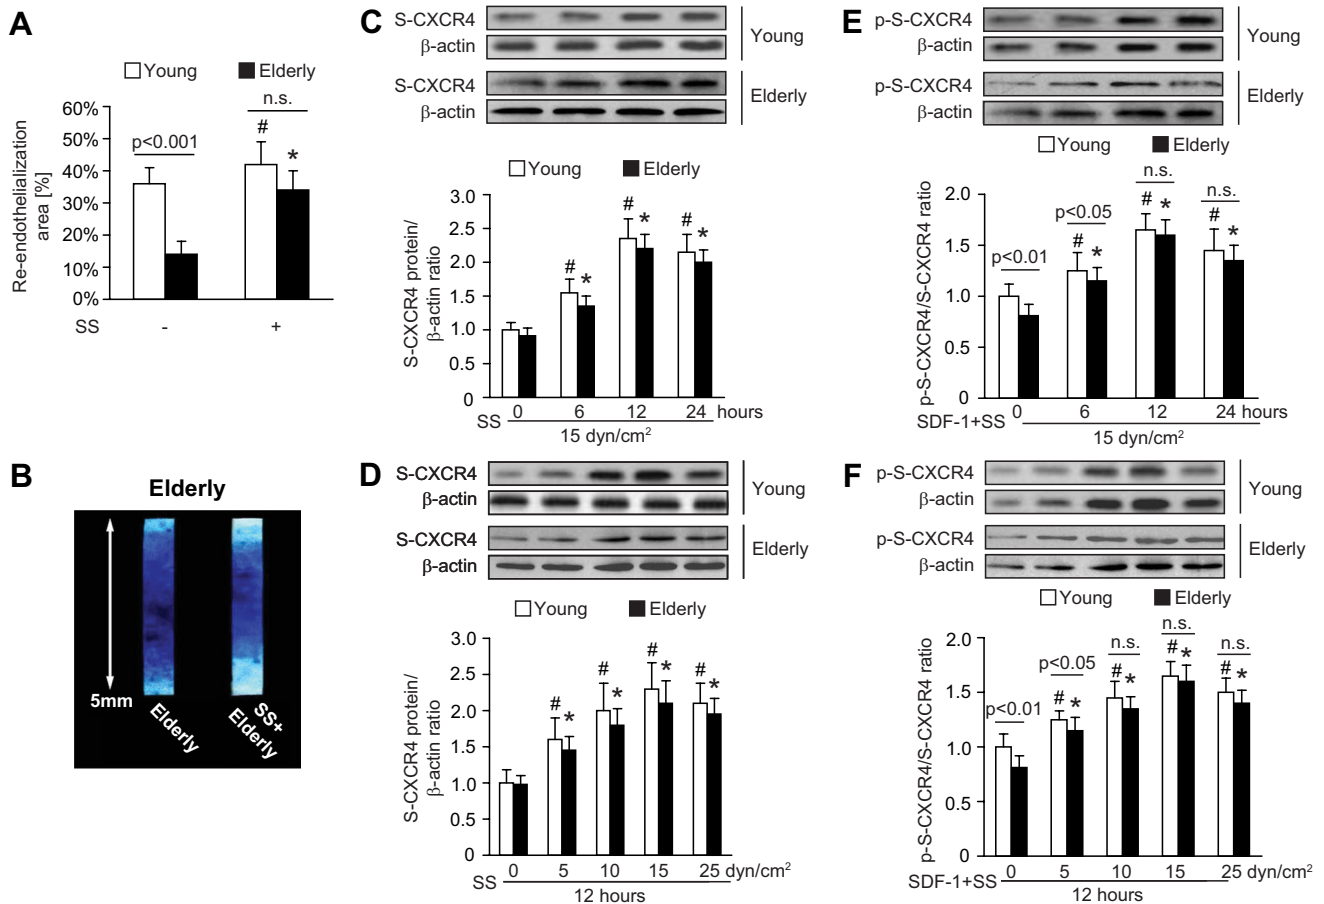 A
Young Elderly
n.s.
p<0.001
#
*
60%
50%
40%
30%
20%
10%
0%
Re-endothelialization
area [%]
SS - +
B
Elderly
5mm
Elderly
SS+
Elderly
C
S-CXCR4
β-actin
Young
S-CXCR4
β-actin
Elderly
Young Elderly
3.0
2.5
2.0
1.5
1.0
0.5
0
S-CXCR4 protein/
β-actin ratio
# *
# *
# *
0 6 12 24 hours
SS
15 dyn/cm²
D
S-CXCR4
β-actin
Young
S-CXCR4
β-actin
Elderly
Young Elderly
3.0
2.5
2.0
1.5
1.0
0.5
0
S-CXCR4 protein/
β-actin ratio
# *
# *
# *
# *
0 5 10 15 25 dyn/cm²
SS
12 hours
E
p-S-CXCR4
β-actin
Young
p-S-CXCR4
β-actin
Elderly
Young Elderly
2.0
1.5
1.0
0.5
0
p-S-CXCR4/S-CXCR4 ratio
p<0.01
p<0.05
# *
n.s.
# *
n.s.
# *
0 6 12 24 hours
SDF-1+SS
15 dyn/cm²
F
p-S-CXCR4
β-actin
Young
p-S-CXCR4
β-actin
Elderly
Young Elderly
2.0
1.5
1.0
0.5
0
p-S-CXCR4/S-CXCR4 ratio
p<0.01
p<0.05
# *
n.s.
# *
n.s.
# *
n.s.
# *
0 5 10 15 25 dyn/cm²
SDF-1+SS
12 hours